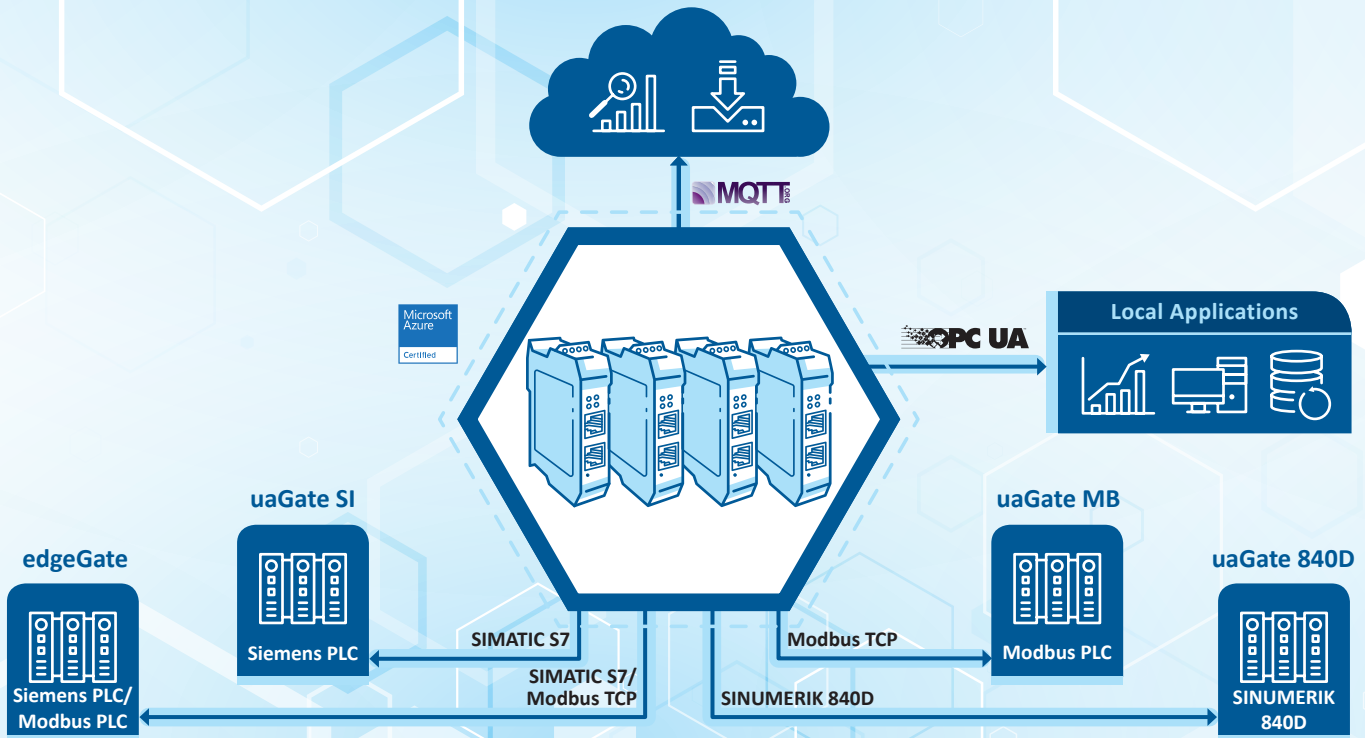 MQTT.ORG
Microsoft
Azure
Certified
OPC UA
Local Applications
uaGate SI
uaGate MB
edgeGate
uaGate 840D
Siemens PLC
SIMATIC S7
Modbus TCP
Modbus PLC
SIMATIC S7/
Modbus TCP
SINUMERIK 840D
Siemens PLC/
Modbus PLC
SINUMERIK
840D